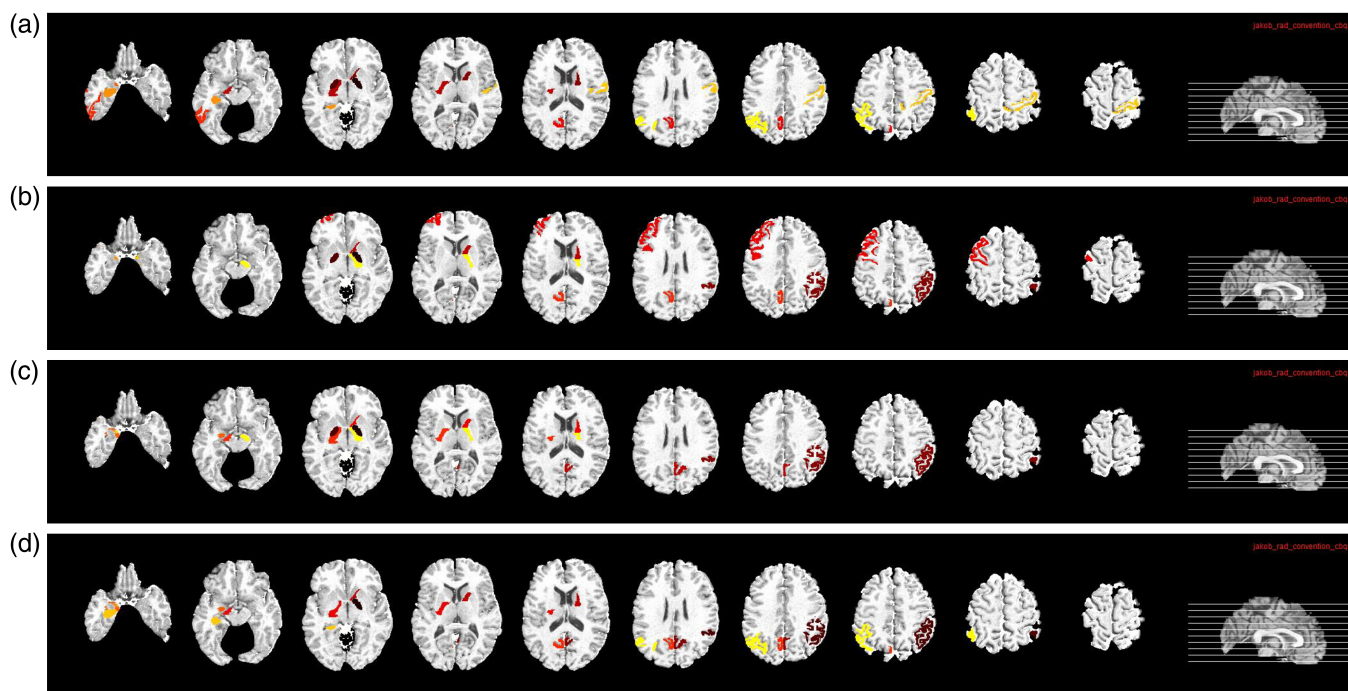 (a)
jakob_rad_convention_cbq
(b)
jakob_rad_convention_cbq
(c)
jakob_rad_convention_cbq
(d)
jakob_rad_convention_cbq